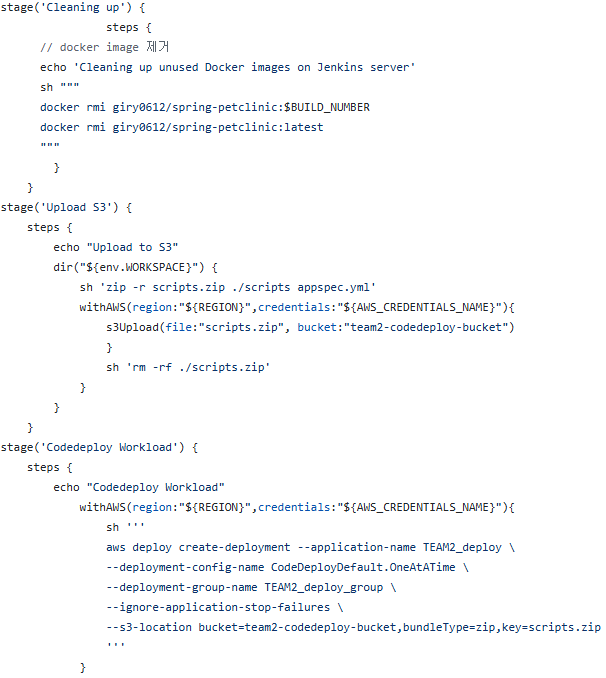 stage('Cleaning up') {
steps {
// docker image 제거
echo 'Cleaning up unused Docker images on Jenkins server'
sh """
docker rmi giry0612/spring-petclinic:$BUILD_NUMBER
docker rmi giry0612/spring-petclinic:latest
"""
}
}
stage('Upload S3') {
steps {
echo "Upload to S3"
dir("${env.WORKSPACE}") {
sh 'zip -r scripts.zip ./scripts appspec.yml'
withAWS(region:"${REGION}",credentials:"${AWS_CREDENTIALS_NAME}"){
s3Upload(file:"scripts.zip", bucket:"team2-codedeploy-bucket")
}
sh 'rm -rf ./scripts.zip'
}
}
}
stage('Codedeploy Workload') {
steps {
echo "Codedeploy Workload"
withAWS(region:"${REGION}",credentials:"${AWS_CREDENTIALS_NAME}"){
sh '''
aws deploy create-deployment --application-name TEAM2_deploy \
--deployment-config-name CodeDeployDefault.OneAtATime \
--deployment-group-name TEAM2_deploy_group \
--ignore-application-stop-failures \
--s3-location bucket=team2-codedeploy-bucket,bundleType=zip,key=scripts.zip
'''
}